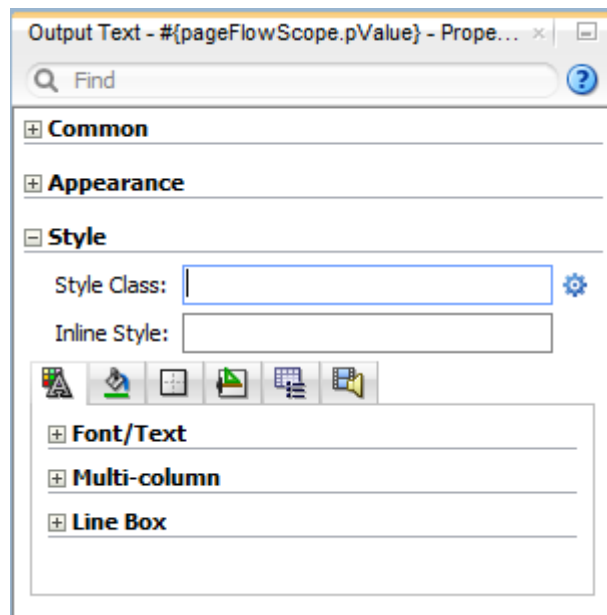 Output Text - #{pageFlowScope.pValue} - Prope...
Find
Common
Appearance
Style
Style Class:
Inline Style:
Font/Text
Multi-column
Line Box